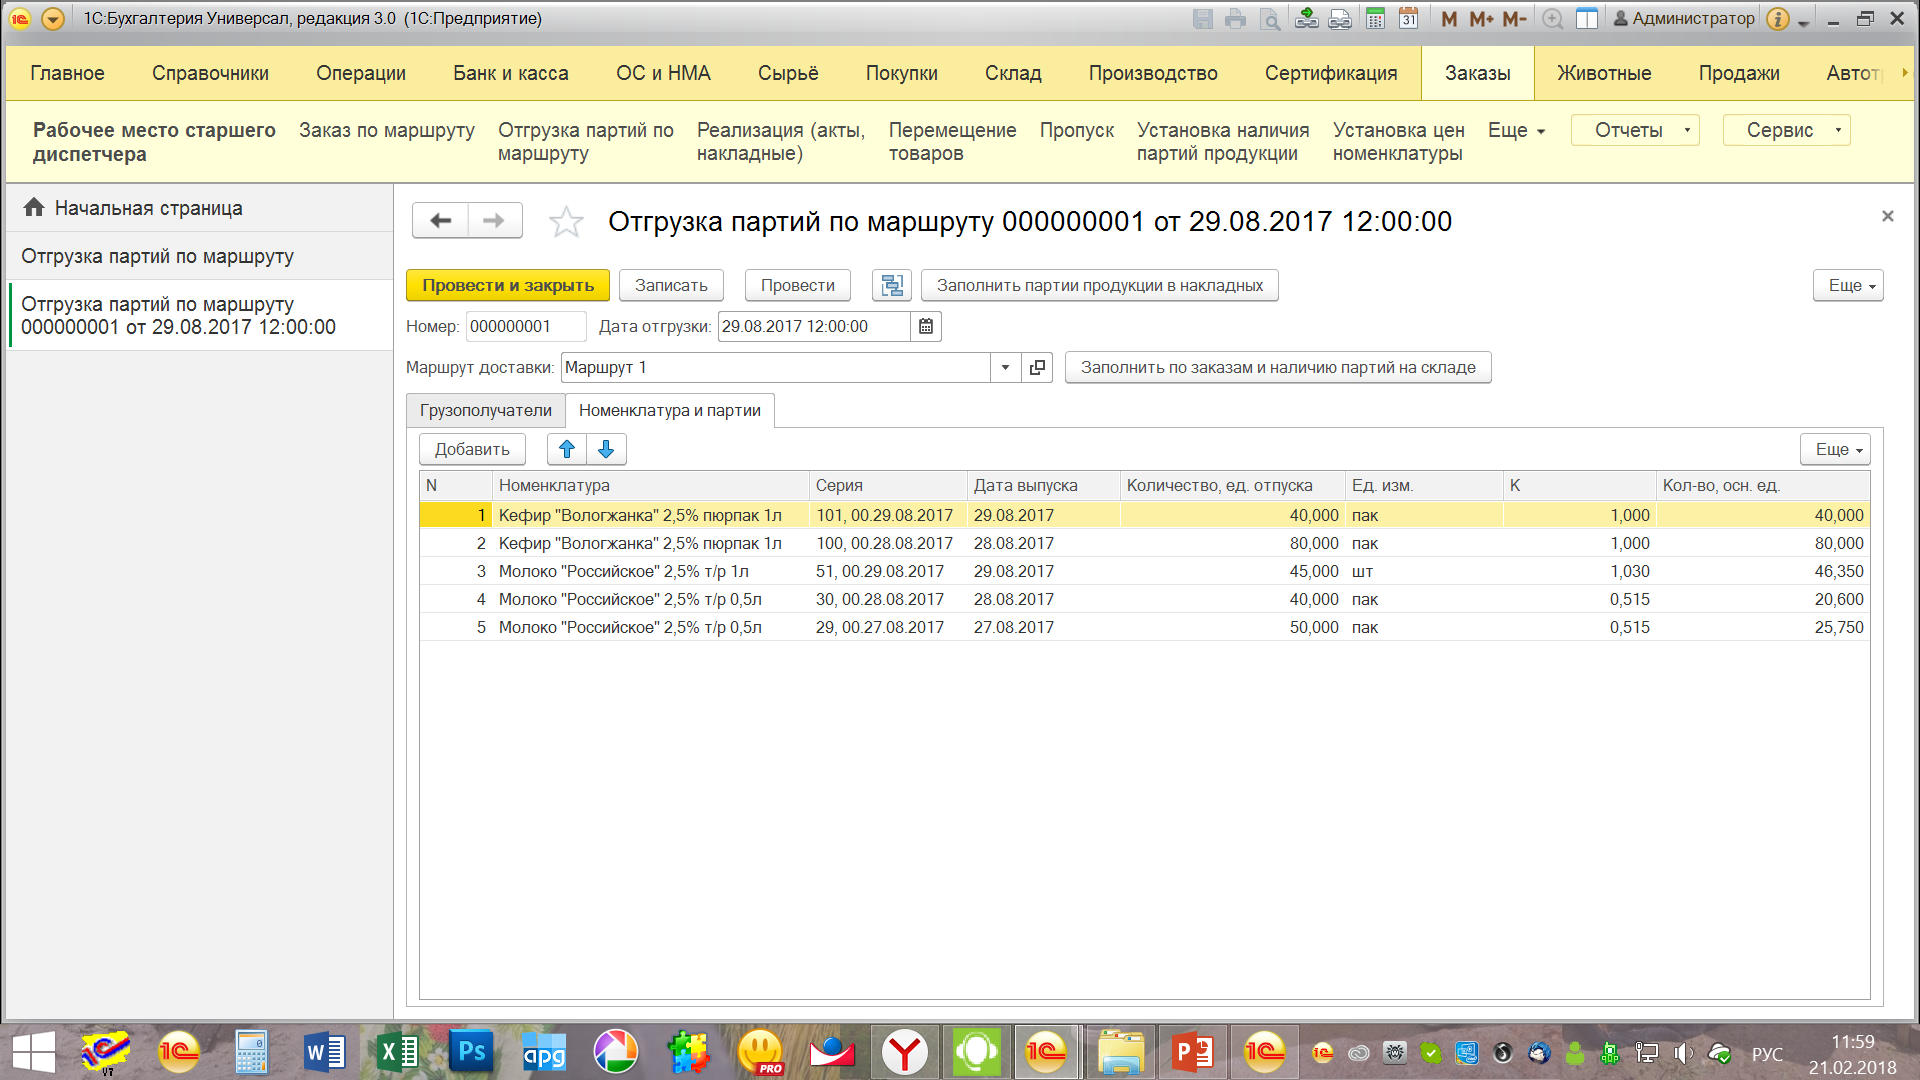 1С:Бухгалтерия Универсал, редакция 3.0 (1С:Предприятие)
31 M M+ M- Администратор
Главное Справочники Операции Банк и касса ОС и НМА Сырьё Покупки Склад Производство Сертификация Заказы Животные Продажи
Рабочее место старшего диспетчера
Заказ по маршруту
Отгрузка партий по маршруту
Реализация (акты, накладные)
Перемещение товаров
Пропуск
Установка наличия партий продукции
Установка цен номенклатуры
Еще
Отчеты
Сервис
Начальная страница
Отгрузка партий по маршруту
Отгрузка партий по маршруту
000000001 от 29.08.2017 12:00:00
Отгрузка партий по маршруту 000000001 от 29.08.2017 12:00:00
Провести и закрыть Записать Провести Заполнить партии продукции в накладных Еще
Номер: 000000001 Дата отгрузки: 29.08.2017 12:00:00
Маршрут доставки: Маршрут 1 Заполнить по заказам и наличию партий на складе
Грузополучатели Номенклатура и партии
Добавить Еще
N Номенклатура Серия Дата выпуска Количество, ед. отпуска Ед. изм. К Кол-во, осн. ед.
1 Кефир "Вологжанка" 2,5% пюрпак 1л 101, 00.29.08.2017 29.08.2017 40,000 пак 1,000 40,000
2 Кефир "Вологжанка" 2,5% пюрпак 1л 100, 00.28.08.2017 28.08.2017 80,000 пак 1,000 80,000
3 Молоко "Российское" 2,5% т/р 1л 51, 00.29.08.2017 29.08.2017 45,000 шт 1,030 46,350
4 Молоко "Российское" 2,5% т/р 0,5л 30, 00.28.08.2017 28.08.2017 40,000 пак 0,515 20,600
5 Молоко "Российское" 2,5% т/р 0,5л 29, 00.27.08.2017 27.08.2017 50,000 пак 0,515 25,750
РУС
11:59
21.02.2018